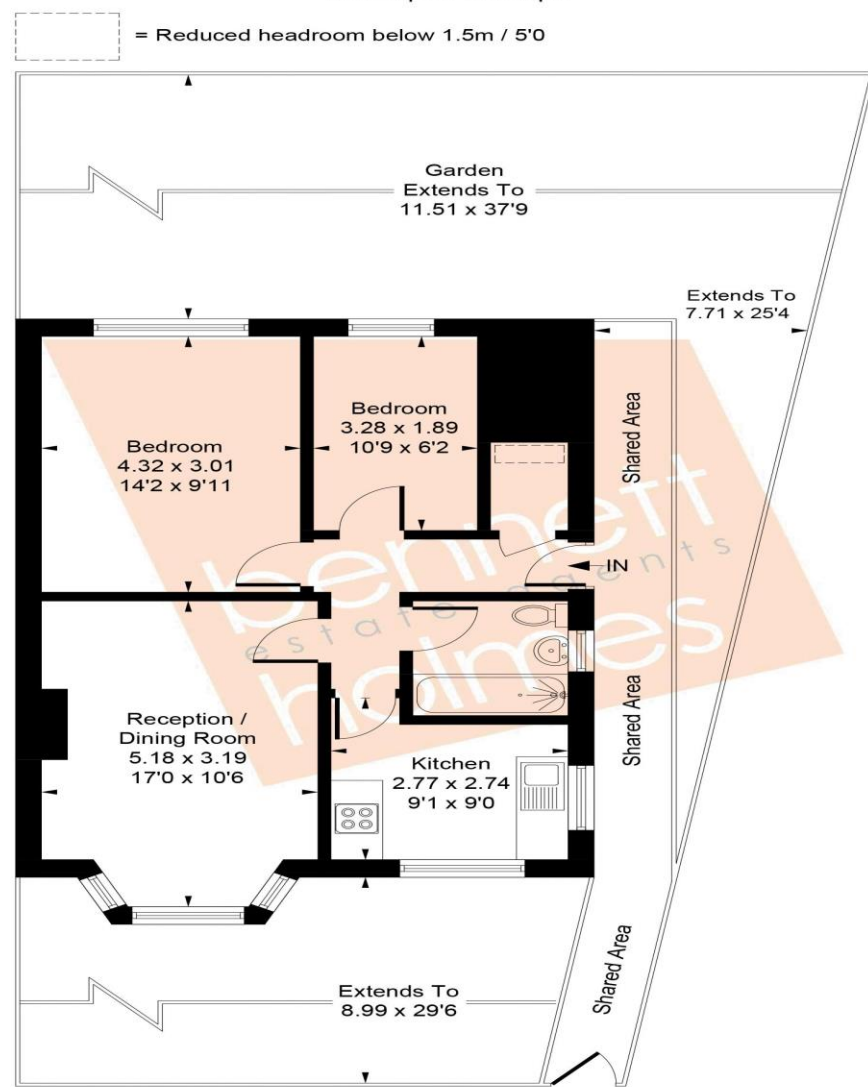 = Reduced headroom below 1.5m / 5'0
Garden
Extends To
11.51 x 37'9
Extends To
7.71 x 25'4
Shared Area
Bedroom
4.32 x 3.01
14'2 x 9'11
Bedroom
3.28 x 1.89
10'9 x 6'2
IN
bennett
estate agents
holmes
Reception /
Dining Room
5.18 x 3.19
17'0 x 10'6
Kitchen
2.77 x 2.74
9'1 x 9'0
Shared Area
Shared Area
Extends To
8.99 x 29'6